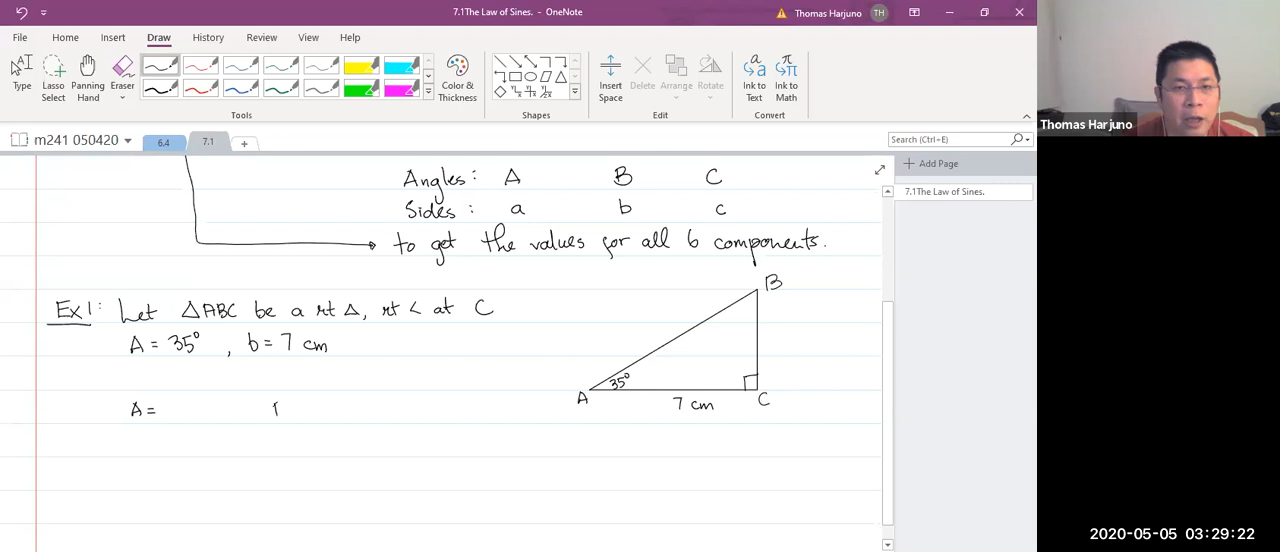 7.1The Law of Sines. - OneNote
Thomas Harjuno TH
File Home Insert Draw History Review View Help
Type Lasso Select Panning Hand Eraser
Color & Thickness
Insert Space Delete Arrange Rotate
Ink to Text Ink to Math
Tools Shapes Edit Convert
m241 050420 6.4 7.1
Search (Ctrl+E)
Add Page
7.1The Law of Sines.
Thomas Harjuno
Angles: A B C
Sides: a b c
to get the values for all 6 components.
Ex1: Let △ABC be a rt △, rt < at C
A = 35°, b = 7 cm
A =
B
35°
A 7 cm C
2020-05-05 03:29:22